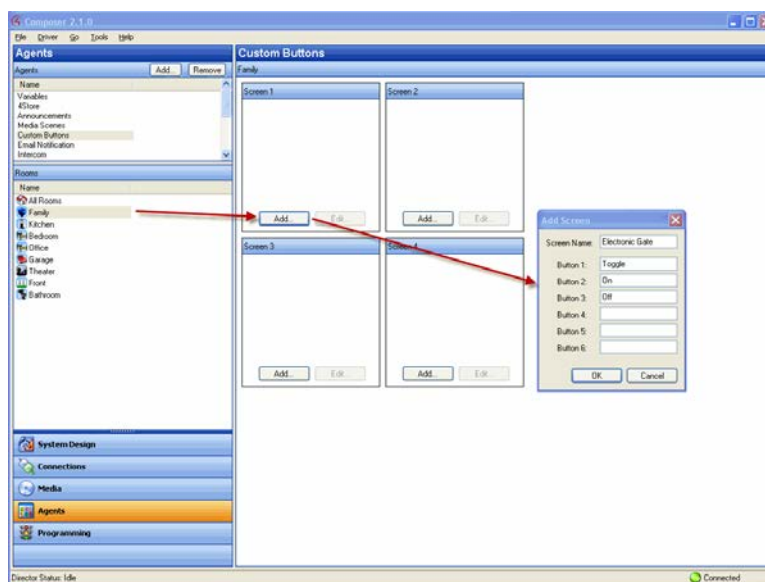 Composer 2.1.0
File Driver Go Tools Help
Agents
Agents Add... Remove
Name
Variables
4Store
Announcements
Media Scenes
Custom Buttons
Email Notification
Intercom
Rooms
Name
All Rooms
Family
Kitchen
Bedroom
Office
Garage
Theater
Front
Bathroom
System Design
Connections
Media
Agents
Programming
Director Status: Idle
Custom Buttons
Family
Screen 1
Add... Edit...
Screen 2
Add... Edit...
Screen 3
Add... Edit...
Screen 4
Add... Edit...
Add Screen
Screen Name: Electronic Gate
Button 1: Toggle
Button 2: On
Button 3: Off
Button 4:
Button 5:
Button 6:
OK Cancel
Connected